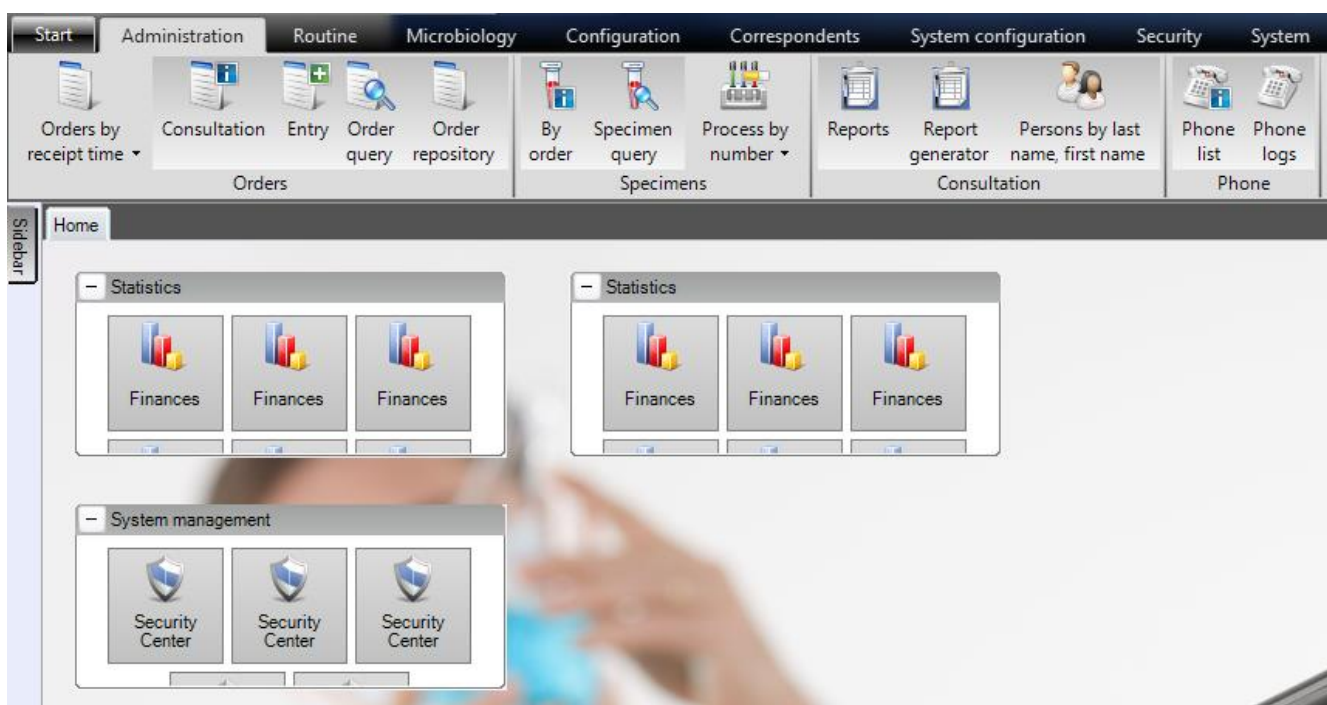 Start Administration Routine Microbiology Configuration Correspondents System configuration Security System
Orders by receipt time
Consultation
Entry
Order query
Order repository
By order
Specimen query
Process by number
Reports
Report generator
Persons by last name, first name
Phone list
Phone logs
Orders Specimens Consultation Phone
Sidebar
Home
Statistics
Finances Finances Finances
Statistics
Finances Finances Finances
System management
Security Center
Security Center
Security Center